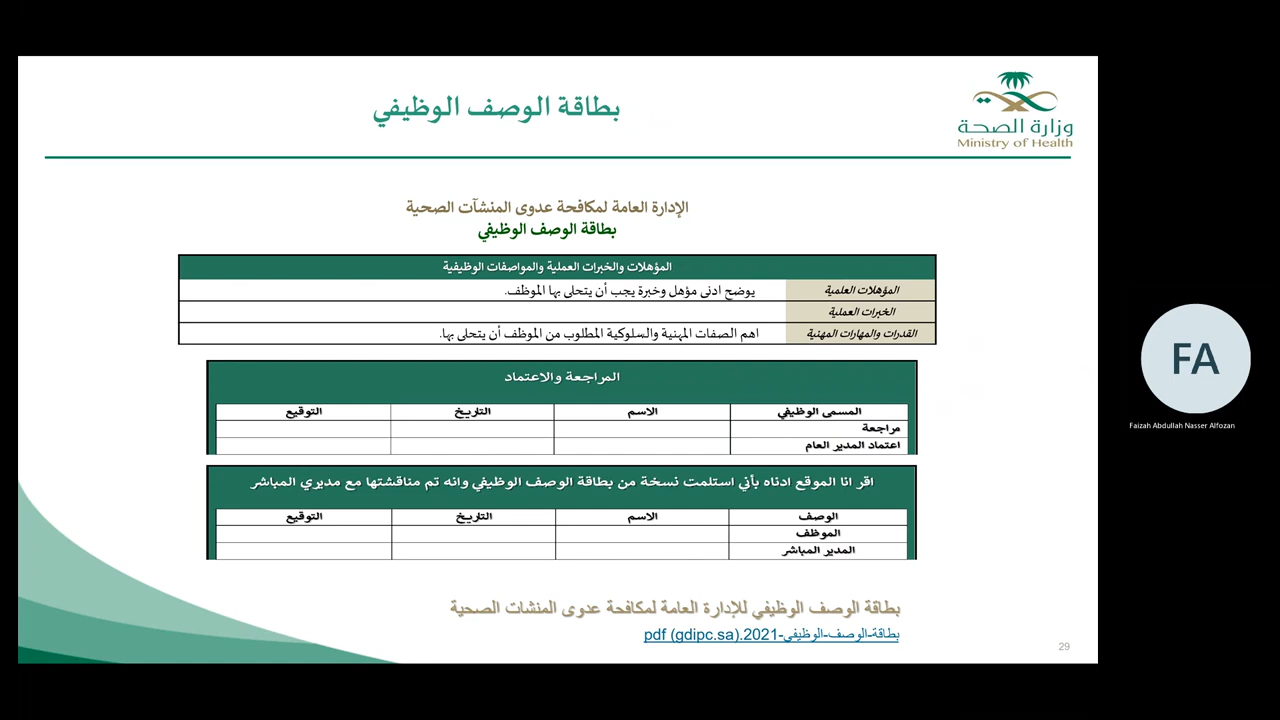 بطاقة الوصف الوظيفي
وزارة الصحة
Ministry of Health
الإدارة العامة لمكافحة عدوى المنشآت الصحية
بطاقة الوصف الوظيفي
المؤهلات والخبرات العملية والمواصفات الوظيفية
المؤهلات العلمية يوضح ادنى مؤهل وخبرة يجب أن يتحلى بها الموظف.
الخبرات العملية
القدرات والمهارات المهنية اهم الصفات المهنية والسلوكية المطلوب من الموظف أن يتحلى بها.
المراجعة والاعتماد
المسمى الوظيفي الاسم التاريخ التوقيع
مراجعة
اعتماد المدير العام
اقر انا الموقع ادناه بأني استلمت نسخة من بطاقة الوصف الوظيفي وانه تم مناقشتها مع مديري المباشر
الوصف الاسم التاريخ التوقيع
الموظف
المدير المباشر
بطاقة الوصف الوظيفي للإدارة العامة لمكافحة عدوى المنشات الصحية
بطاقة-الوصف-الوظيفي-2021.pdf (gdipc.sa)
29
FA
Faizah Abdullah Nasser Alfozan